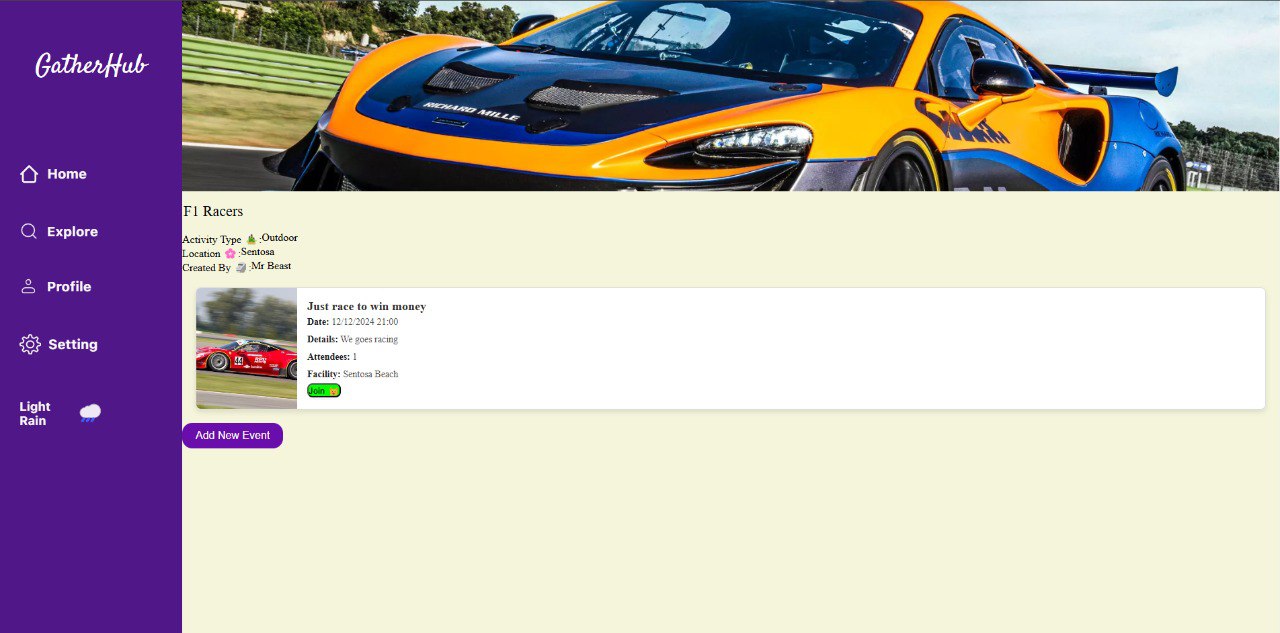 GatherHub
Home
Explore
Profile
Setting
Light
Rain
RICHARD MILLE
F1 Racers
Activity Type 🎄 :Outdoor
Location 🌸 :Sentosa
Created By 🗿 :Mr Beast
44
Just race to win money
Date: 12/12/2024 21:00
Details: We goes racing
Attendees: 1
Facility: Sentosa Beach
Join
Add New Event